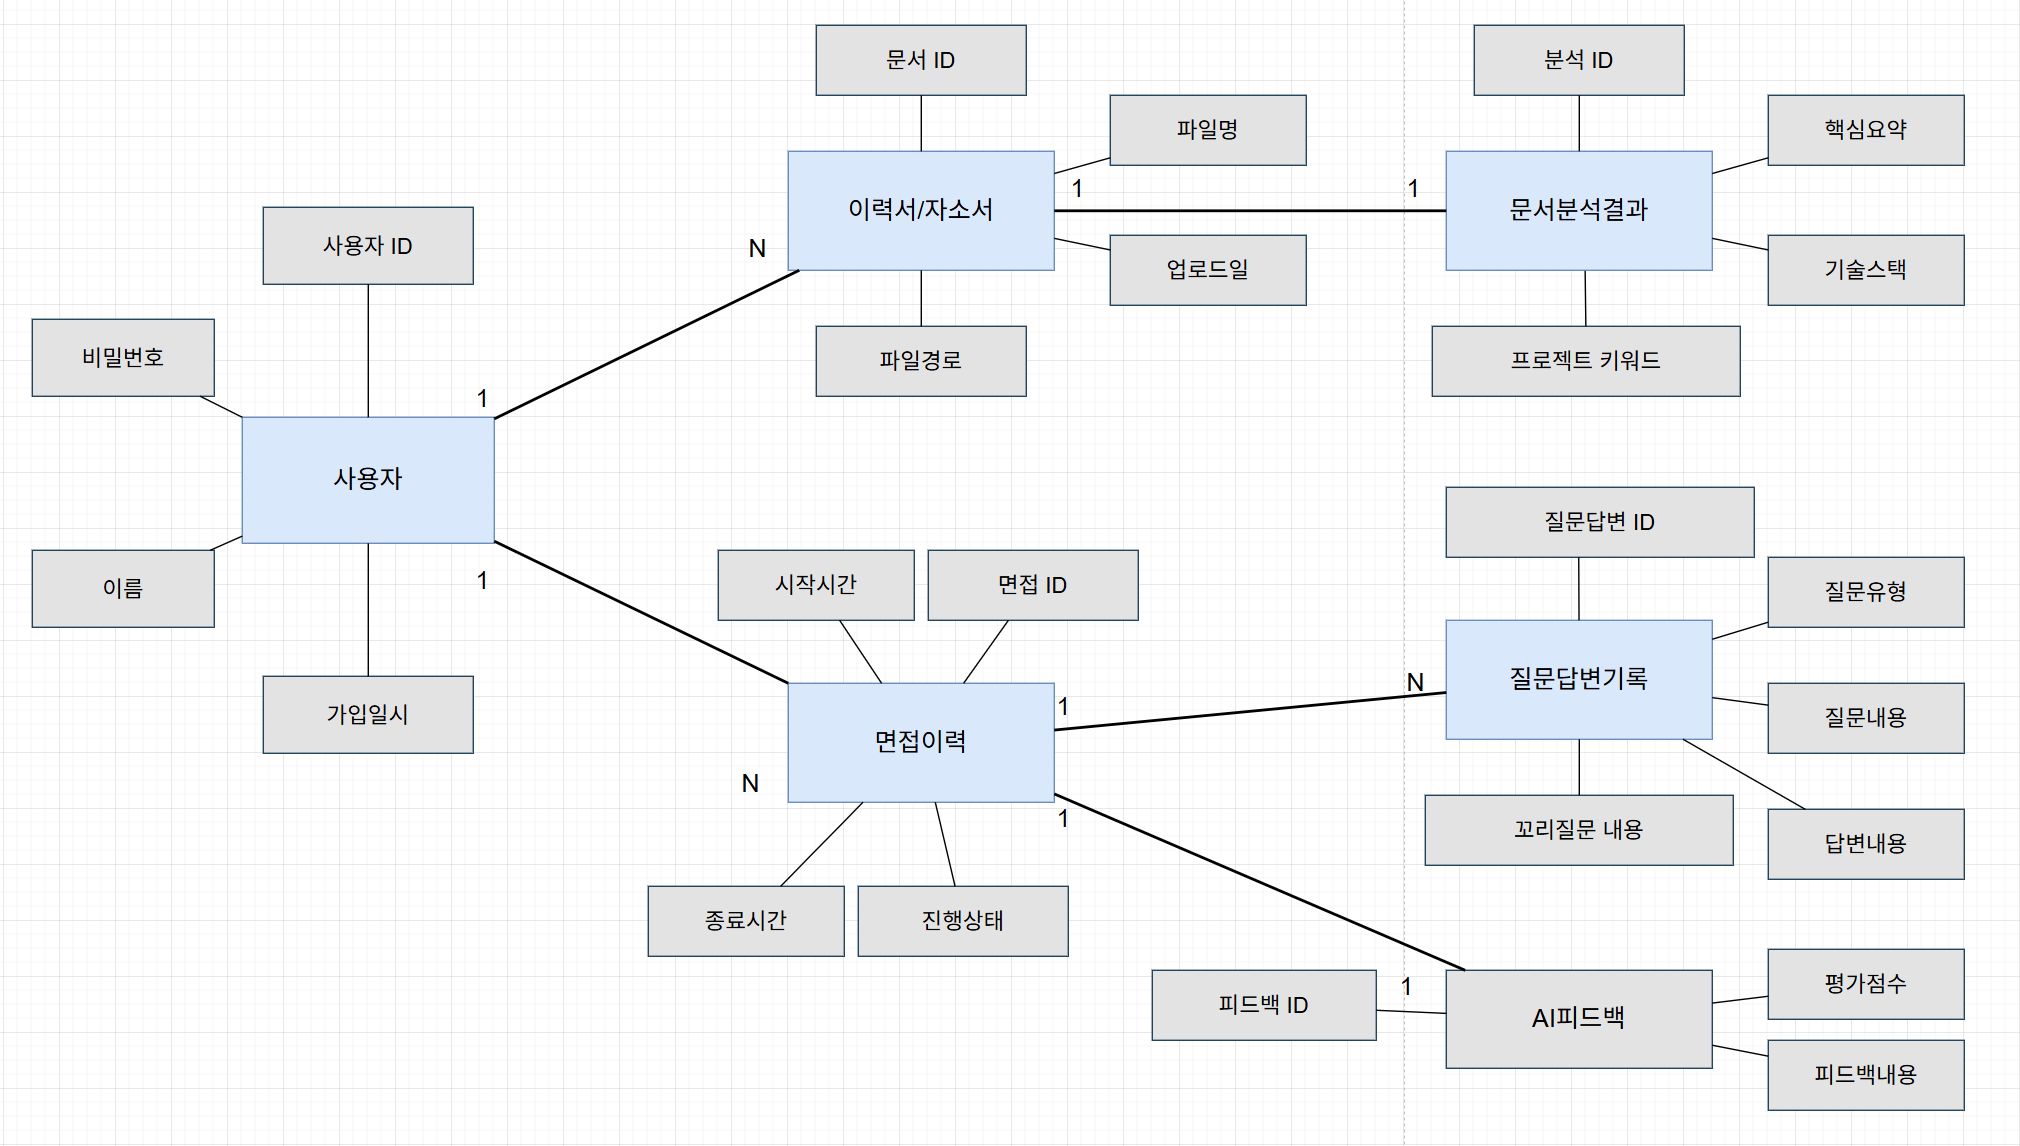 문서 ID
분석 ID
파일명
핵심요약
이력서/자소서
1
1
문서분석결과
사용자 ID
N
업로드일
기술스택
비밀번호
파일경로
프로젝트 키워드
1
사용자
질문답변 ID
1
이름
시작시간
면접 ID
질문유형
질문답변기록
N
1
가입일시
질문내용
면접이력
N
1
꼬리질문 내용
답변내용
종료시간
진행상태
1
피드백 ID
AI피드백
평가점수
피드백내용